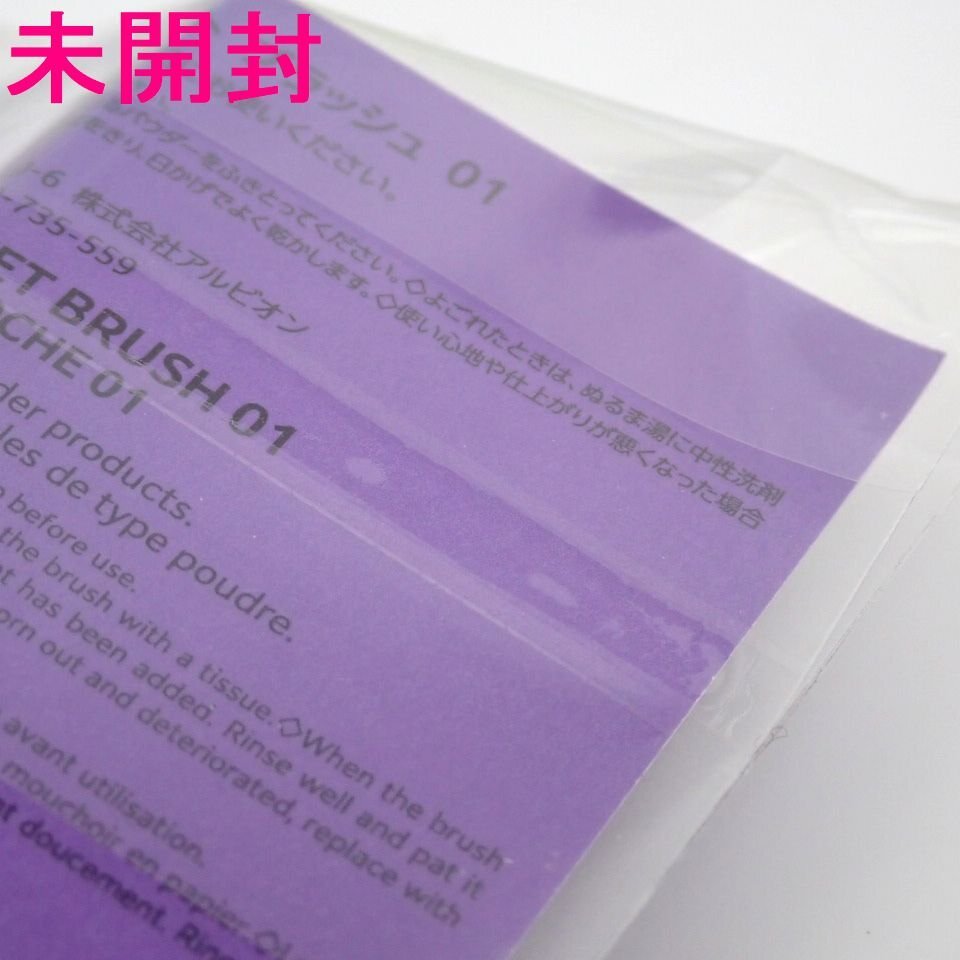 未開封
ラッシュ 01
ください。
パウダーをふきとってください。◇よごれたときは、ぬるま湯に中性洗剤
日かげでよく乾かします。◇使い心地や仕上がりが悪くなった場合
-6 株式会社アルビオン
-735-559
ET BRUSH 01
OCHE 01
der products.
les de type poudre.
before use.
the brush with a tissue.◇When the brush
has been added. Rinse well and pat it
orn out and deteriorated, replace with
avant utilisation.
mouchoir en papier.◇
doucement.